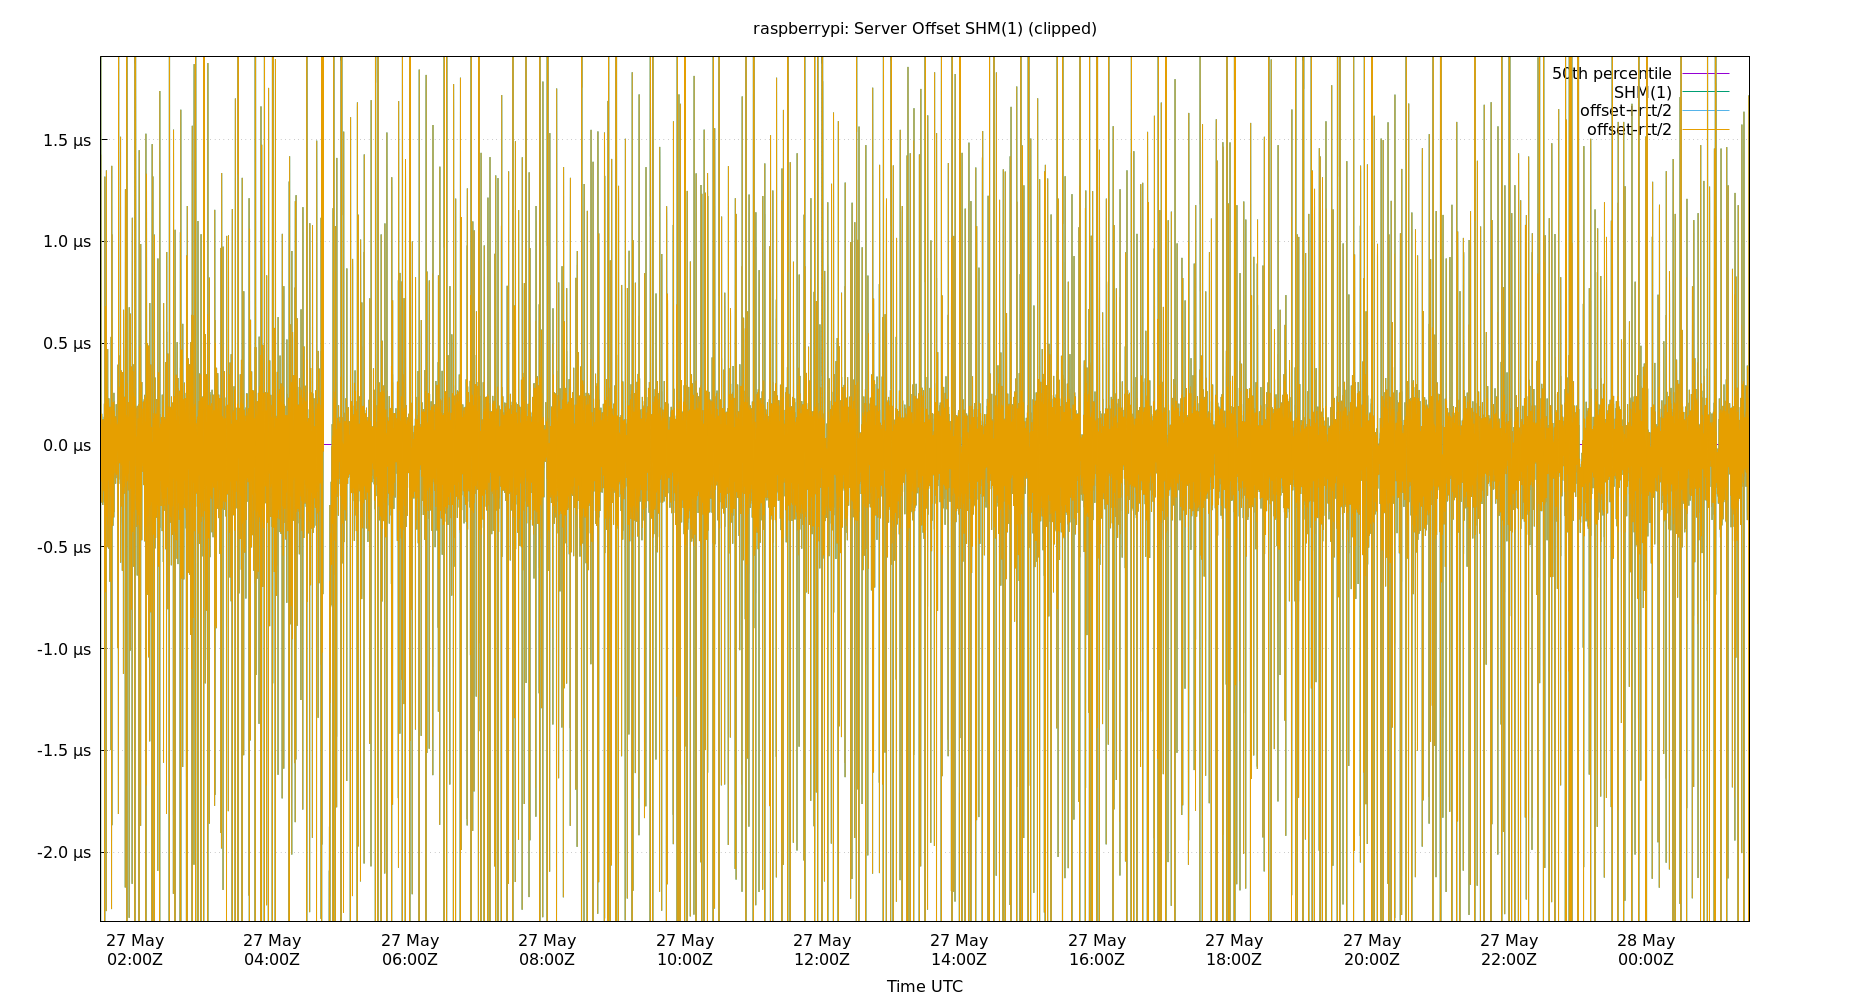 raspberrypi: Server Offset SHM(1) (clipped)
50th percentile
SHM(1)
offset+rtt/2
offset-rtt/2
1.5 µs
1.0 µs
0.5 µs
0.0 µs
-0.5 µs
-1.0 µs
-1.5 µs
-2.0 µs
27 May 27 May 27 May 27 May 27 May 27 May 27 May 27 May 27 May 27 May 27 May 28 May
02:00Z 04:00Z 06:00Z 08:00Z 10:00Z 12:00Z 14:00Z 16:00Z 18:00Z 20:00Z 22:00Z 00:00Z
Time UTC